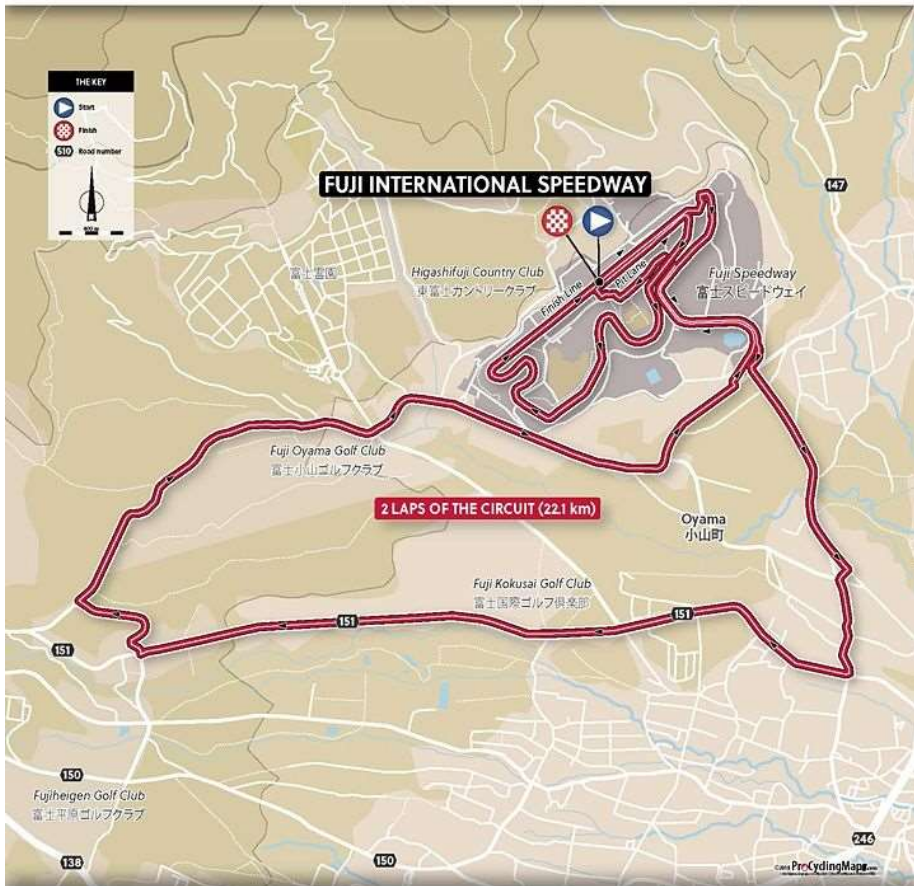 THE KEY
Start
Finish
510 Road number
FUJI INTERNATIONAL SPEEDWAY
147
富士霊園
Higashifuji Country Club
東富士カントリークラブ
Finish Line
Pit Lane
Fuji Speedway
富士スピードウェイ
Fuji Oyama Golf Club
富士小山ゴルフクラブ
2 LAPS OF THE CIRCUIT (22.1 km)
Oyama
小山町
Fuji Kokusai Golf Club
富士国際ゴルフ倶楽部
151
151
151
150
Fujiheigen Golf Club
富士平原ゴルフクラブ
138
150
246
ProCyclingMaps